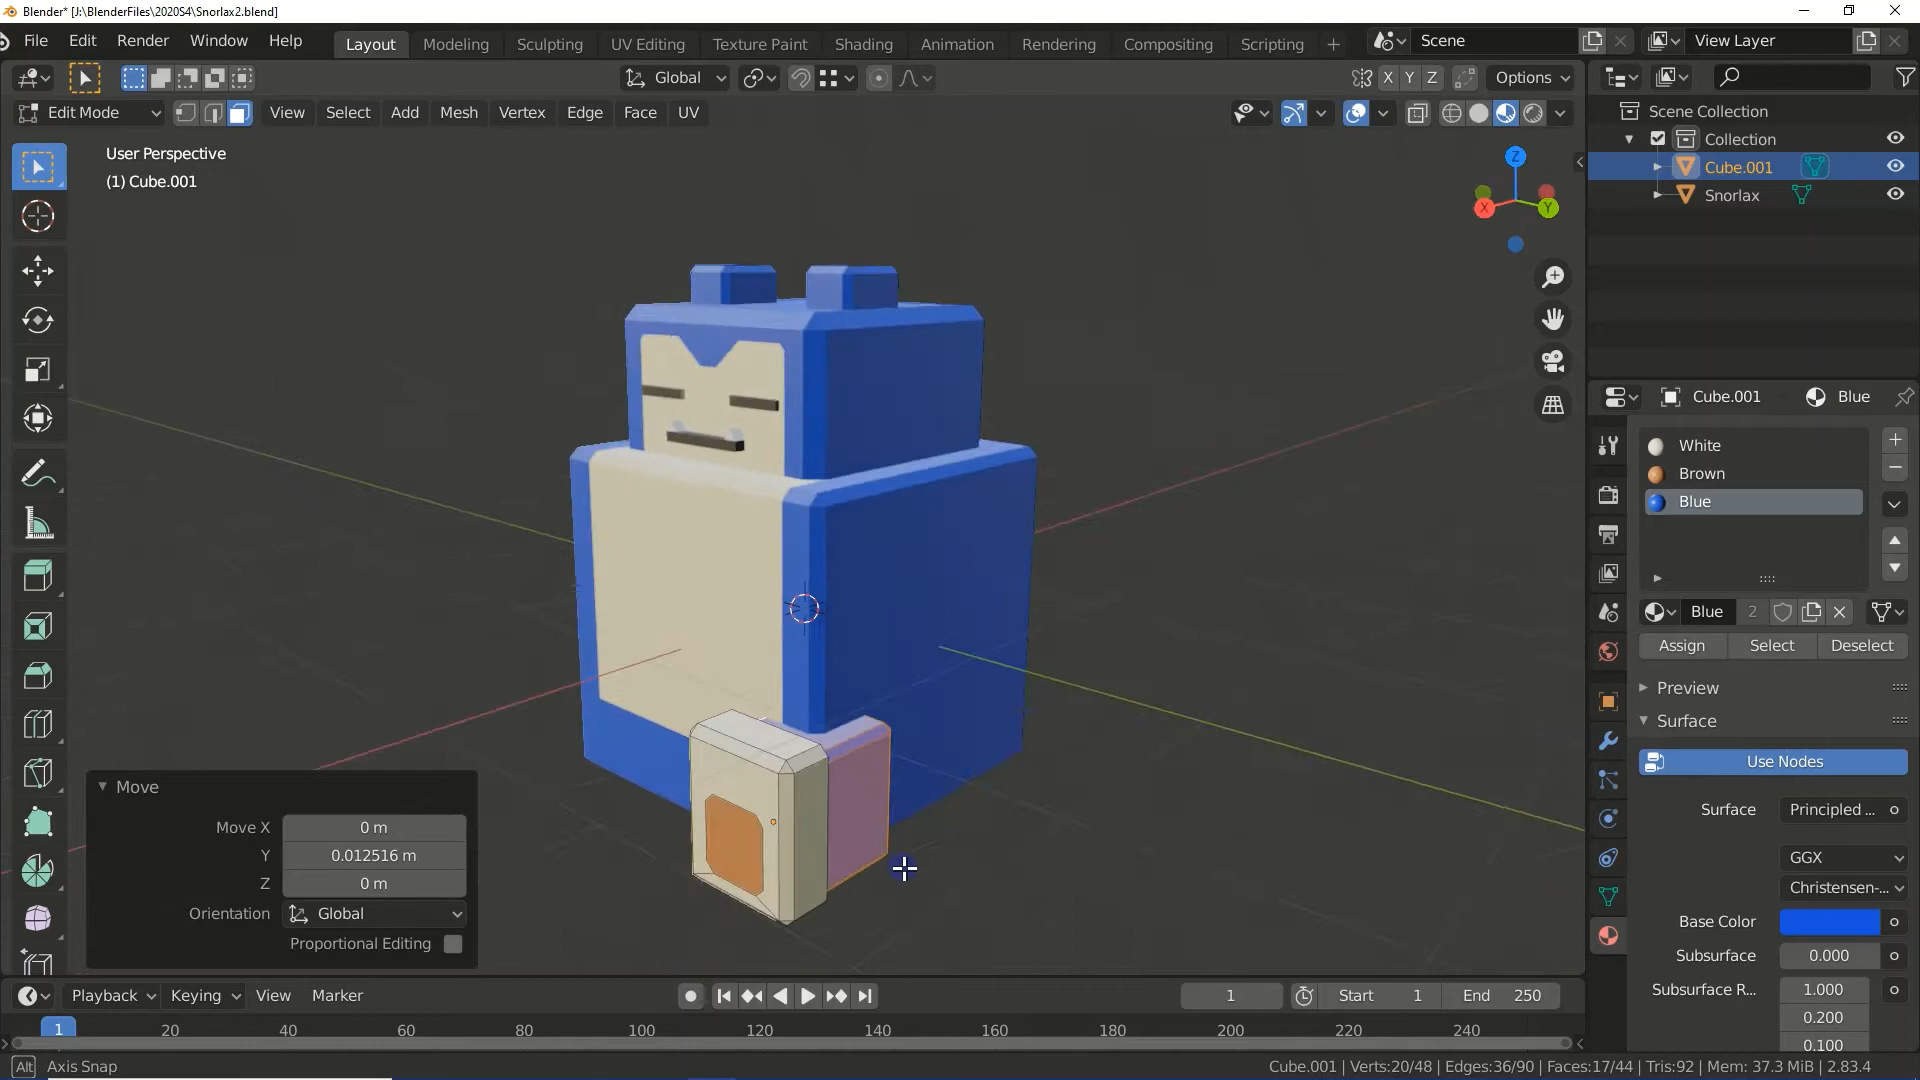 Blender* [J:\BlenderFiles\2020S4\Snorlax2.blend]
File Edit Render Window Help
Layout Modeling Sculpting UV Editing Texture Paint Shading Animation Rendering Compositing Scripting
Scene
View Layer
Global
X Y Z
Options
Edit Mode
View Select Add Mesh Vertex Edge Face UV
User Perspective
(1) Cube.001
Z
X
Y
Scene Collection
Collection
Cube.001
Snorlax
Cube.001
Blue
White
Brown
Blue
Blue 2
Assign Select Deselect
Preview
Surface
Use Nodes
Surface Principled ...
GGX
Christensen-...
Base Color
Subsurface 0.000
Subsurface R... 1.000
0.200
0.100
Move
Move X 0 m
Y 0.012516 m
Z 0 m
Orientation Global
Proportional Editing
Playback Keying View Marker
1
Start 1
End 250
1 20 40 60 80 100 120 140 160 180 200 220 240
Alt Axis Snap
Cube.001 | Verts:20/48 | Edges:36/90 | Faces:17/44 | Tris:92 | Mem: 37.3 MiB | 2.83.4